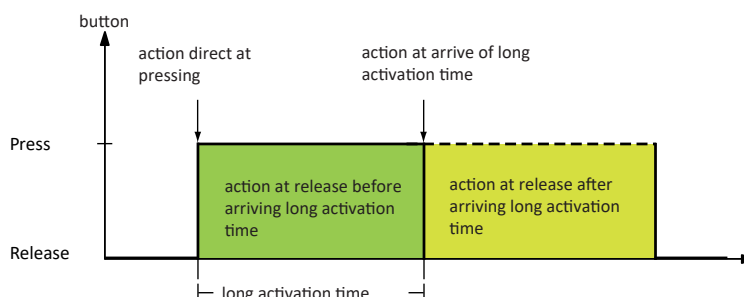 button
action direct at
pressing
action at arrive of long
activation time
Press
action at release before
arriving long activation
time
action at release after
arriving long activation
time
Release
long activation time